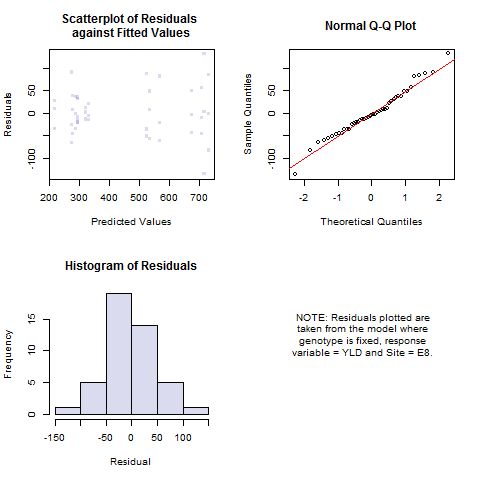 Scatterplot of Residuals
against Fitted Values
Residuals
50
0
-100
200 300 400 500 600 700
Predicted Values
Normal Q-Q Plot
Sample Quantiles
50
0
-100
-2 -1 0 1 2
Theoretical Quantiles
Histogram of Residuals
Frequency
15
10
5
0
-150 -50 0 50 100
Residual
NOTE: Residuals plotted are
taken from the model where
genotype is fixed, response
variable = YLD and Site = E8.